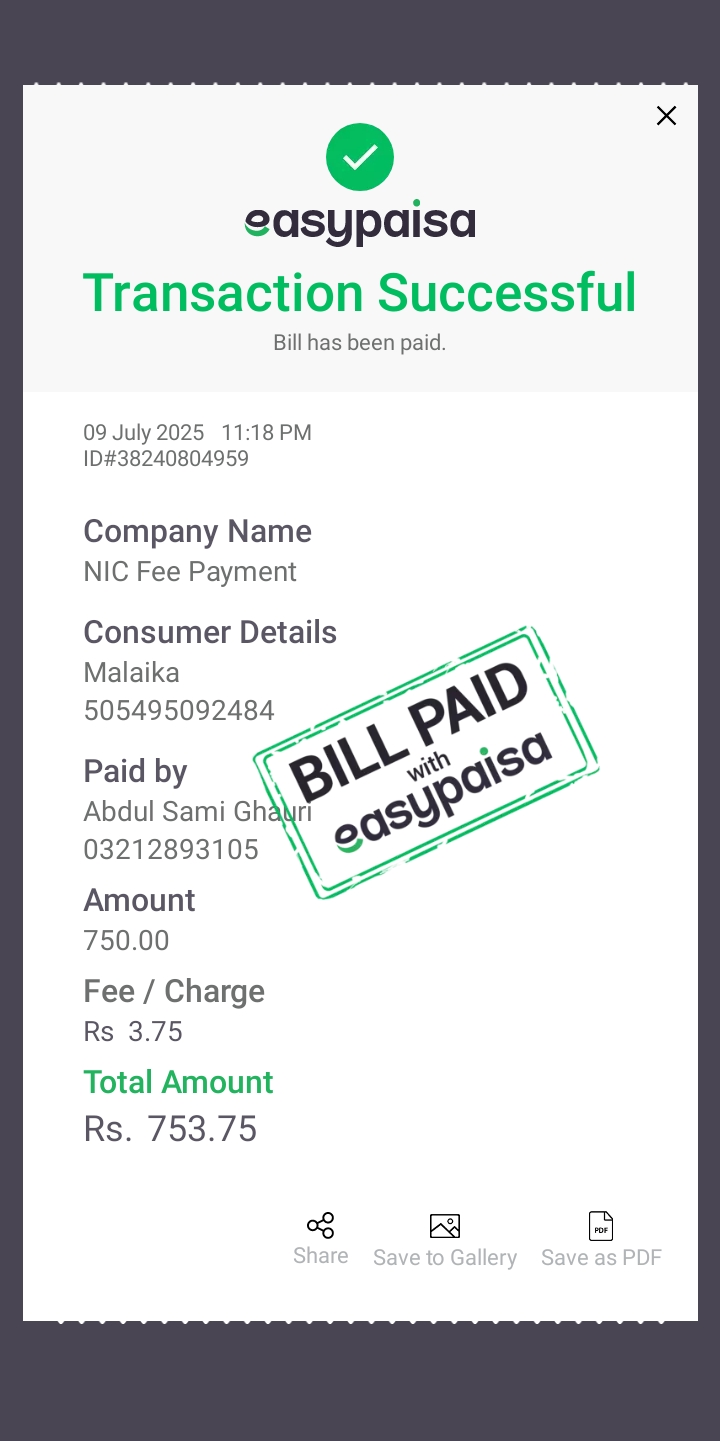 easypaisa
Transaction Successful
Bill has been paid.
09 July 2025 11:18 PM
ID#38240804959
Company Name
NIC Fee Payment
Consumer Details
Malaika
505495092484
BILL PAID
with
easypaisa
Paid by
Abdul Sami Ghauri
03212893105
Amount
750.00
Fee / Charge
Rs 3.75
Total Amount
Rs. 753.75
PDF
Share Save to Gallery Save as PDF